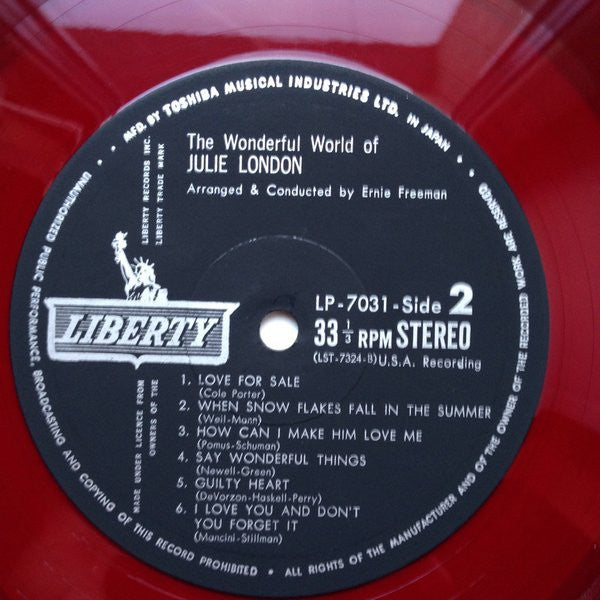 MFD. BY TOSHIBA MUSICAL INDUSTRIES LTD. IN JAPAN
The Wonderful World of
JULIE LONDON
Arranged & Conducted by Ernie Freeman
LIBERTY RECORDS INC.
LIBERTY TRADE MARK
LIBERTY
LP-7031-Side 2
33 1/3 RPM STEREO
(LST-7324-B) U.S.A. Recording
1. LOVE FOR SALE
(Cole Porter)
2. WHEN SNOW FLAKES FALL IN THE SUMMER
(Weil-Mann)
3. HOW CAN I MAKE HIM LOVE ME
(Pomus-Schuman)
4. SAY WONDERFUL THINGS
(Newell-Green)
5. GUILTY HEART
(DeVorzon-Haskell-Perry)
6. I LOVE YOU AND DON'T
YOU FORGET IT
(Mancini-Stillman)
MADE UNDER LICENCE FROM
OWNERS OF THE
ALL RIGHTS OF THE MANUFACTURER AND OF THE OWNER OF THE RECORDED WORK ARE RESERVED
UNAUTHORIZED PUBLIC PERFORMANCE, BROADCASTING AND COPYING OF THIS RECORD PROHIBITED